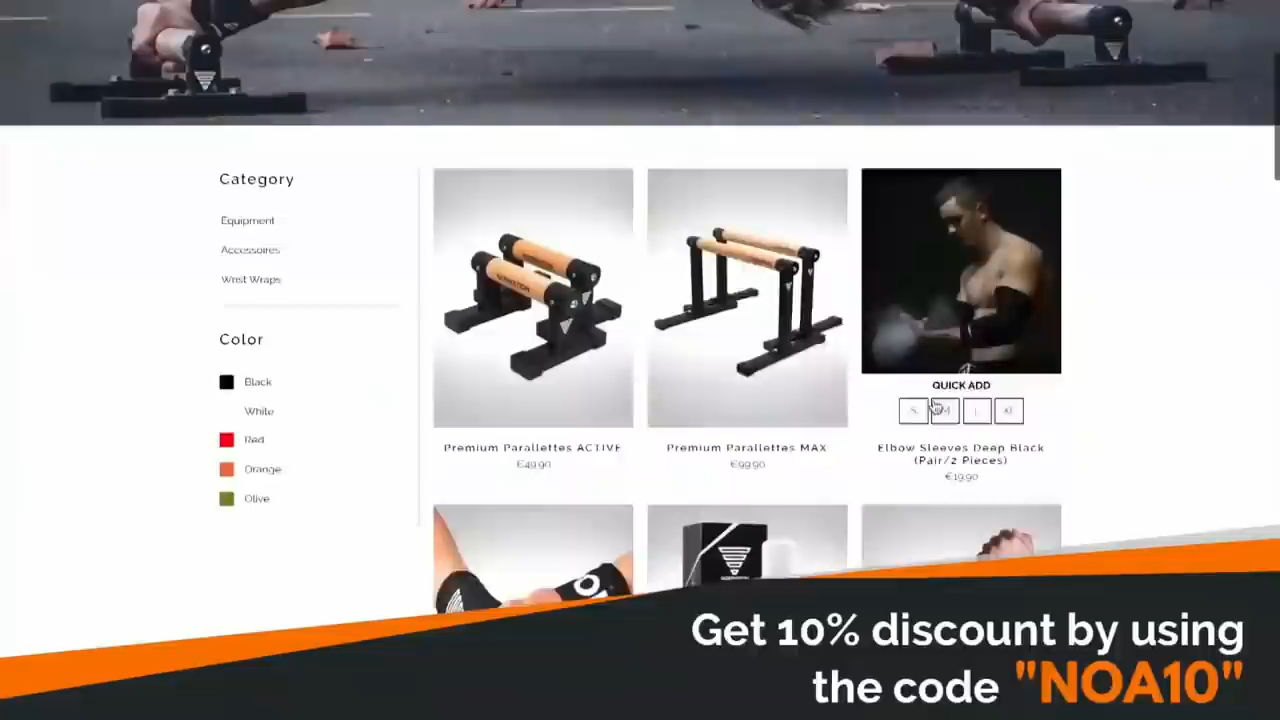 Category
Equipment
Accessoires
Wrist Wraps
Color
Black
White
Red
Orange
Olive
Premium Parallettes ACTIVE
€49.90
Premium Parallettes MAX
€99.90
QUICK ADD
S M L XL
Elbow Sleeves Deep Black
(Pair/2 Pieces)
€19.90
Get 10% discount by using
the code "NOA10"